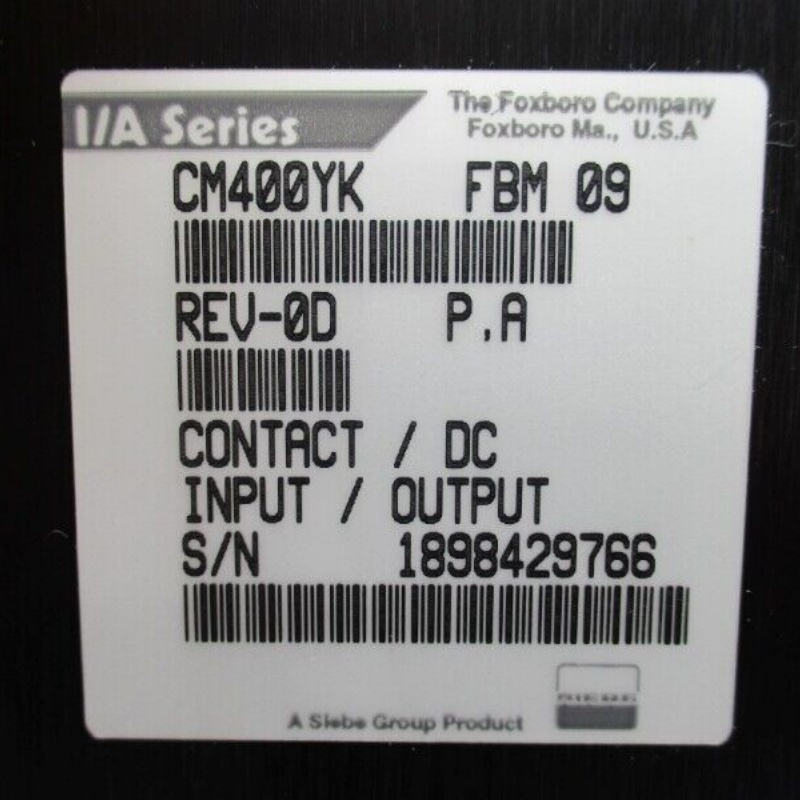 I/A Series
The Foxboro Company
Foxboro Ma., U.S.A
CM400YK FBM 09
REV-0D P.A
CONTACT / DC
INPUT / OUTPUT
S/N 1898429766
A Siebe Group Product
SIEBE